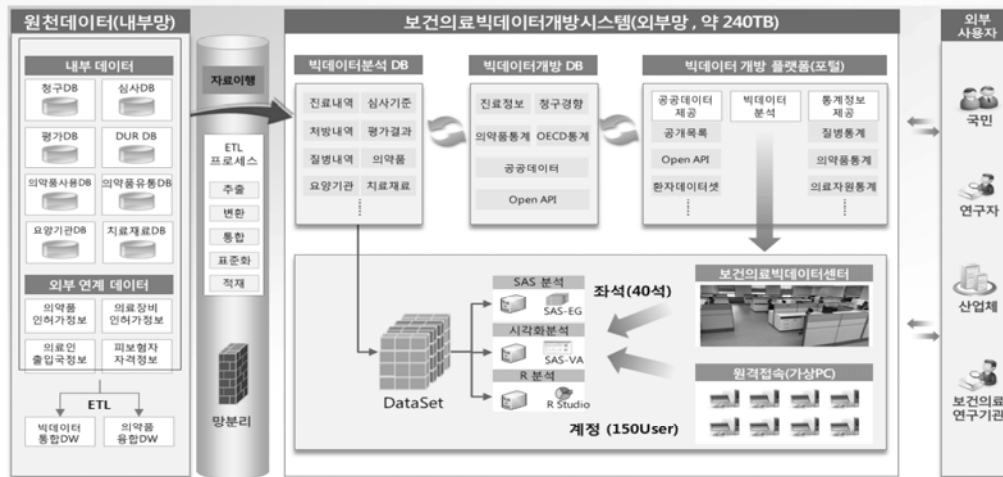 원천데이터(내부망)
내부 데이터
청구DB
심사DB
평가DB
DUR DB
의약품사용DB
의약품유통DB
요양기관DB
치료재료DB
외부 연계 데이터
의약품
인허가정보
의료장비
인허가정보
의료인
출입국정보
피보험자
자격정보
ETL
빅데이터
통합DW
의약품
융합DW
자료이행
ETL
프로세스
추출
변환
통합
표준화
적재
망분리
보건의료빅데이터개방시스템(외부망 , 약 240TB)
빅데이터분석 DB
진료내역
심사기준
처방내역
평가결과
질병내역
의약품
요양기관
치료재료
빅데이터개방 DB
진료정보
청구경향
의약품통계
OECD통계
공공데이터
Open API
빅데이터 개방 플랫폼(포털)
공공데이터
제공
빅데이터
분석
통계정보
제공
공개목록
질병통계
Open API
의약품통계
환자데이터셋
의료자원통계
DataSet
SAS 분석
SAS-EG
시각화분석
SAS-VA
R 분석
R Studio
좌석(40석)
계정 (150User)
보건의료빅데이터센터
원격접속(가상PC)
외부
사용자
국민
연구자
산업체
보건의료
연구기관